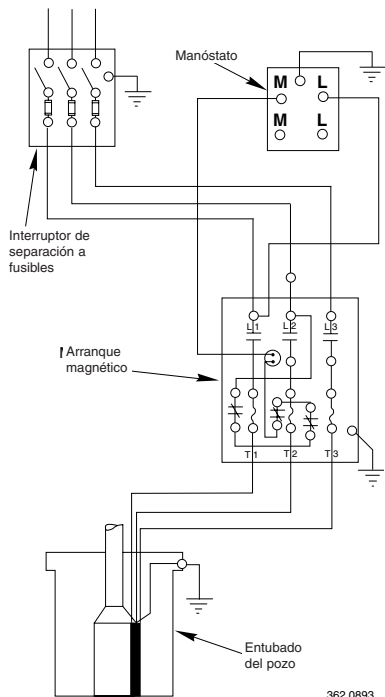 Manóstato
M L
M L
Interruptor de
separación a
fusibles
L1 L2 L3
Arranque
magnético
T1 T2 T3
Entubado
del pozo
362 0893